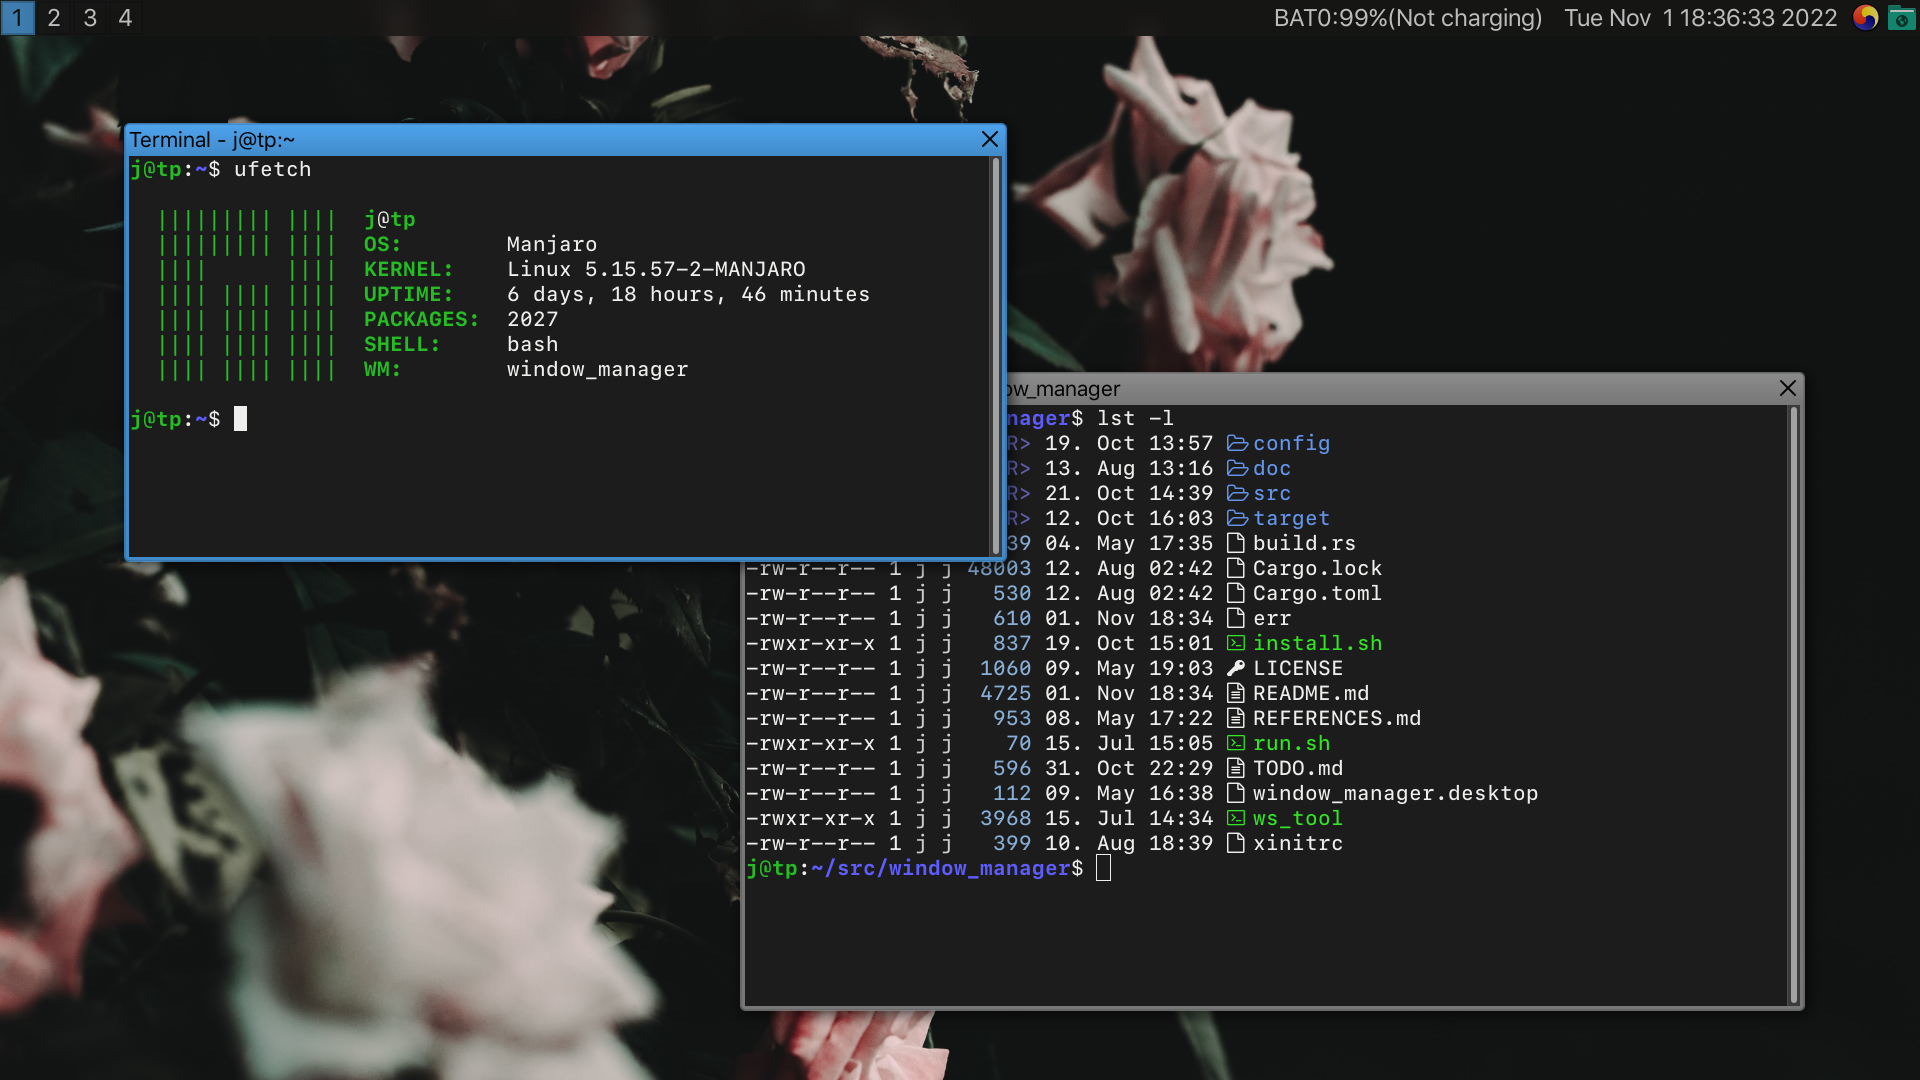 1 2 3 4
BAT0:99%(Not charging) Tue Nov 1 18:36:33 2022
Terminal - j@tp:~
j@tp:~$ ufetch
j@tp
OS: Manjaro
KERNEL: Linux 5.15.57-2-MANJARO
UPTIME: 6 days, 18 hours, 46 minutes
PACKAGES: 2027
SHELL: bash
WM: window_manager
j@tp:~$
ow_manager
nager$ lst -l
R> 19. Oct 13:57 config
R> 13. Aug 13:16 doc
R> 21. Oct 14:39 src
R> 12. Oct 16:03 target
39 04. May 17:35 build.rs
-rw-r--r-- 1 j j 48003 12. Aug 02:42 Cargo.lock
-rw-r--r-- 1 j j 530 12. Aug 02:42 Cargo.toml
-rw-r--r-- 1 j j 610 01. Nov 18:34 err
-rwxr-xr-x 1 j j 837 19. Oct 15:01 install.sh
-rw-r--r-- 1 j j 1060 09. May 19:03 LICENSE
-rw-r--r-- 1 j j 4725 01. Nov 18:34 README.md
-rw-r--r-- 1 j j 953 08. May 17:22 REFERENCES.md
-rwxr-xr-x 1 j j 70 15. Jul 15:05 run.sh
-rw-r--r-- 1 j j 596 31. Oct 22:29 TODO.md
-rw-r--r-- 1 j j 112 09. May 16:38 window_manager.desktop
-rwxr-xr-x 1 j j 3968 15. Jul 14:34 ws_tool
-rw-r--r-- 1 j j 399 10. Aug 18:39 xinitrc
j@tp:~/src/window_manager$